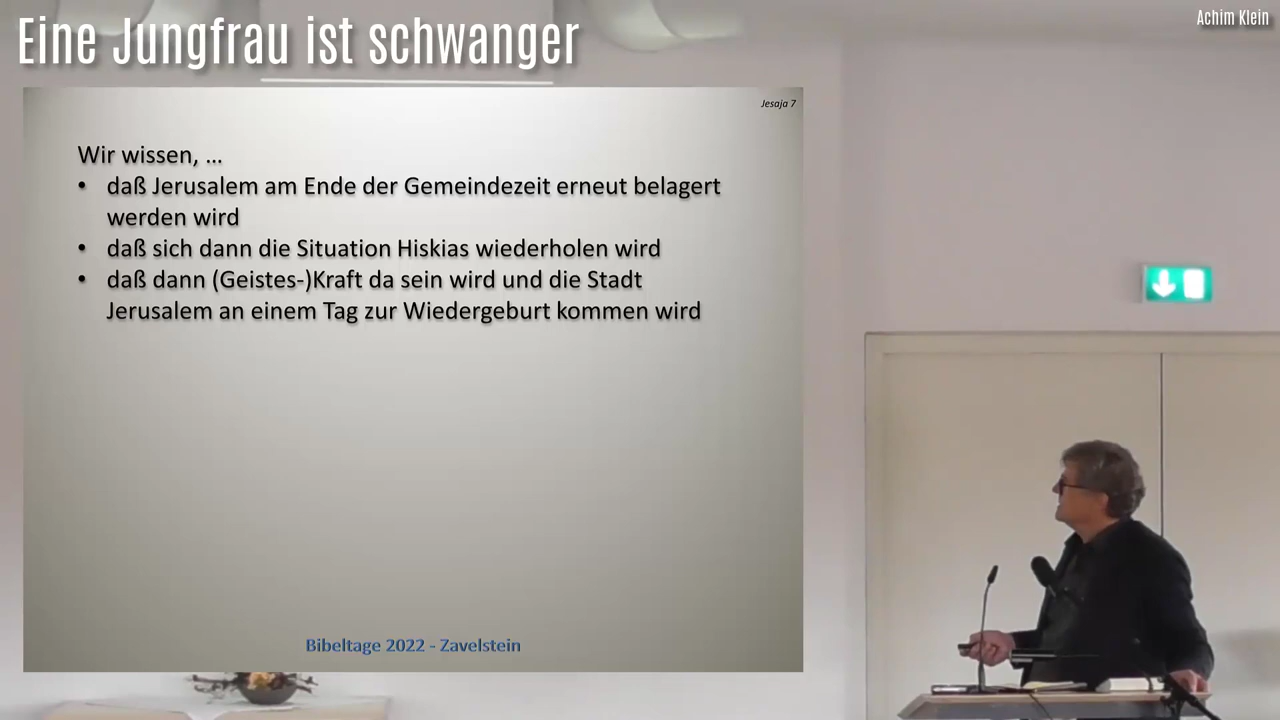 Eine Jungfrau ist schwanger
Achim Klein
Jesaja 7
Wir wissen, …
• daß Jerusalem am Ende der Gemeindezeit erneut belagert
werden wird
• daß sich dann die Situation Hiskias wiederholen wird
• daß dann (Geistes-)Kraft da sein wird und die Stadt
Jerusalem an einem Tag zur Wiedergeburt kommen wird
Bibeltage 2022 - Zavelstein